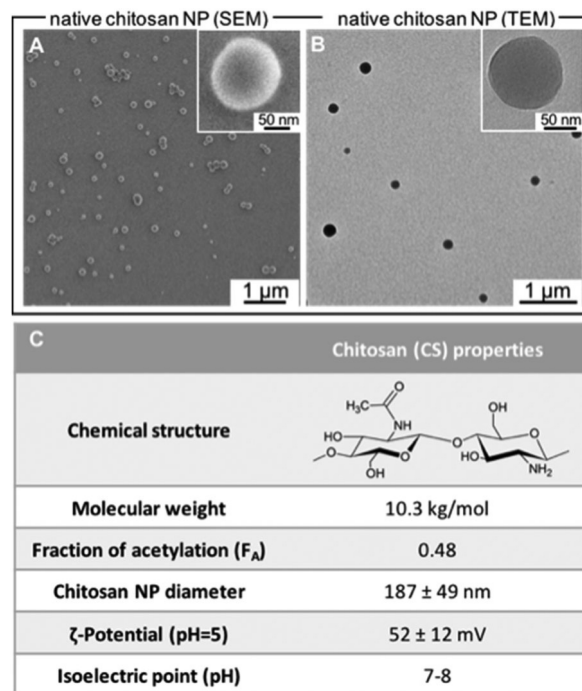 native chitosan NP (SEM)
native chitosan NP (TEM)
A
50 nm
1 µm
B
50 nm
1 µm
C
Chitosan (CS) properties
Chemical structure
O
H₃C
NH
HO
O
O
OH
O
OH
HO
O
NH₂
Molecular weight 10.3 kg/mol
Fraction of acetylation (F_A) 0.48
Chitosan NP diameter 187 ± 49 nm
ζ-Potential (pH=5) 52 ± 12 mV
Isoelectric point (pH) 7-8